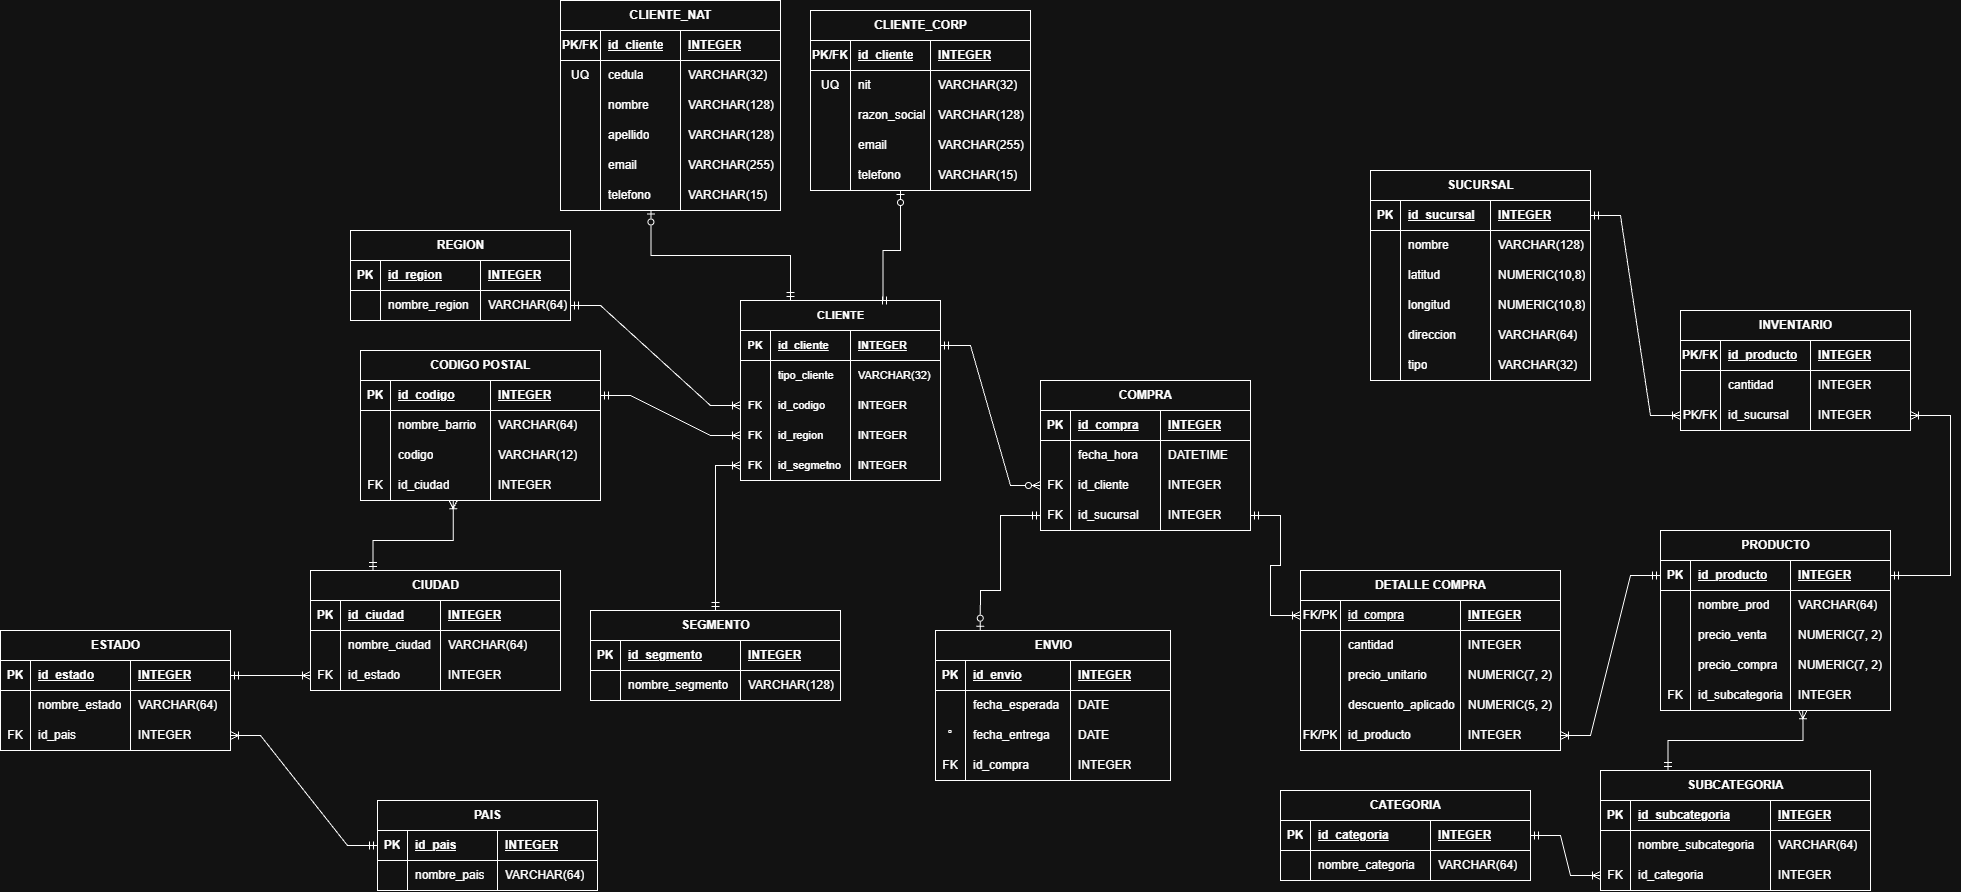 CLIENTE_NAT
PK/FK id_cliente INTEGER
UQ cedula VARCHAR(32)
nombre VARCHAR(128)
apellido VARCHAR(128)
email VARCHAR(255)
telefono VARCHAR(15)
CLIENTE_CORP
PK/FK id_cliente INTEGER
UQ nit VARCHAR(32)
razon_social VARCHAR(128)
email VARCHAR(255)
telefono VARCHAR(15)
SUCURSAL
PK id_sucursal INTEGER
nombre VARCHAR(128)
latitud NUMERIC(10,8)
longitud NUMERIC(10,8)
direccion VARCHAR(64)
tipo VARCHAR(32)
REGION
PK id_region INTEGER
nombre_region VARCHAR(64)
CLIENTE
PK id_cliente INTEGER
tipo_cliente VARCHAR(32)
FK id_codigo INTEGER
FK id_region INTEGER
FK id_segmetno INTEGER
INVENTARIO
PK/FK id_producto INTEGER
cantidad INTEGER
PK/FK id_sucursal INTEGER
CODIGO POSTAL
PK id_codigo INTEGER
nombre_barrio VARCHAR(64)
codigo VARCHAR(12)
FK id_ciudad INTEGER
COMPRA
PK id_compra INTEGER
fecha_hora DATETIME
FK id_cliente INTEGER
FK id_sucursal INTEGER
PRODUCTO
PK id_producto INTEGER
nombre_prod VARCHAR(64)
precio_venta NUMERIC(7, 2)
precio_compra NUMERIC(7, 2)
FK id_subcategoria INTEGER
CIUDAD
PK id_ciudad INTEGER
nombre_ciudad VARCHAR(64)
FK id_estado INTEGER
DETALLE COMPRA
FK/PK id_compra INTEGER
cantidad INTEGER
precio_unitario NUMERIC(7, 2)
descuento_aplicado NUMERIC(5, 2)
FK/PK id_producto INTEGER
SEGMENTO
PK id_segmento INTEGER
nombre_segmento VARCHAR(128)
ESTADO
PK id_estado INTEGER
nombre_estado VARCHAR(64)
FK id_pais INTEGER
ENVIO
PK id_envio INTEGER
fecha_esperada DATE
° fecha_entrega DATE
FK id_compra INTEGER
SUBCATEGORIA
PK id_subcategoria INTEGER
nombre_subcategoria VARCHAR(64)
FK id_categoria INTEGER
CATEGORIA
PK id_categoria INTEGER
nombre_categoria VARCHAR(64)
PAIS
PK id_pais INTEGER
nombre_pais VARCHAR(64)